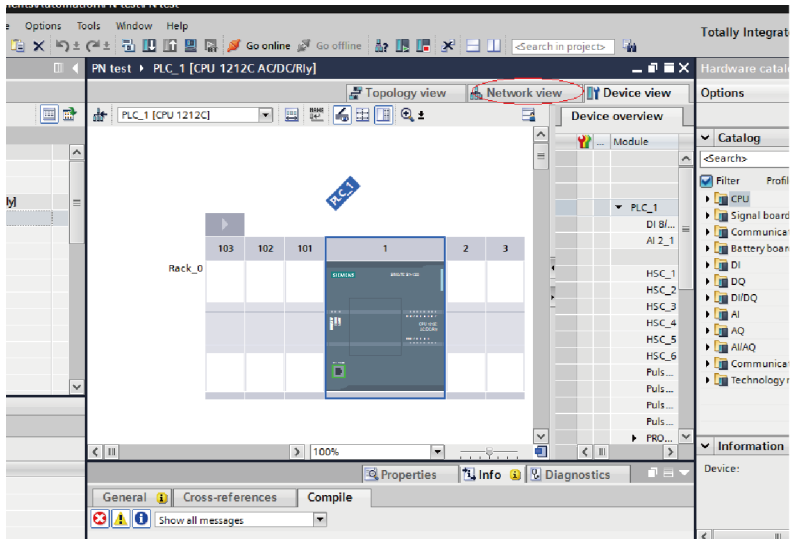 Options Tools Window Help
Totally Integrat
Go online Go offline <Search in project>
PN test PLC_1 [CPU 1212C AC/DC/Rly]
Hardware catal
Topology view Network view Device view
Options
PLC_1 [CPU 1212C]
Device overview
... Module
Catalog
<Search>
Filter Profil
CPU
Signal board
Communicat
Battery boar
DI
DQ
DI/DQ
AI
AQ
AI/AQ
Communicat
Technology m
PLC_1
PLC_1
DI 8/...
AI 2_1
HSC_1
HSC_2
HSC_3
HSC_4
HSC_5
HSC_6
Puls...
Puls...
Puls...
Puls...
PRO...
103 102 101 1 2 3
Rack_0
SIEMENS
100%
Information
Device:
Properties Info Diagnostics
General Cross-references Compile
Show all messages